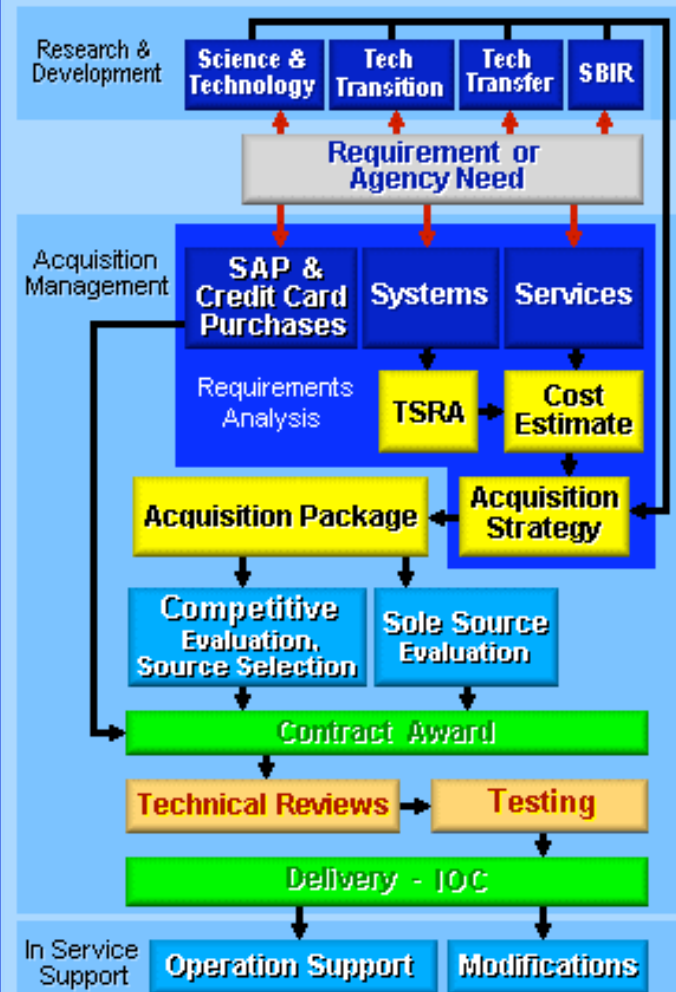 Research &
Development
Science &
Technology
Tech
Transition
Tech
Transfer
SBIR
Requirement or
Agency Need
Acquisition
Management
SAP &
Credit Card
Purchases
Systems
Services
Requirements
Analysis
TSRA
Cost
Estimate
Acquisition Package
Acquisition
Strategy
Competitive
Evaluation,
Source Selection
Sole Source
Evaluation
Contract Award
Technical Reviews
Testing
Delivery - IOC
In Service
Support
Operation Support
Modifications